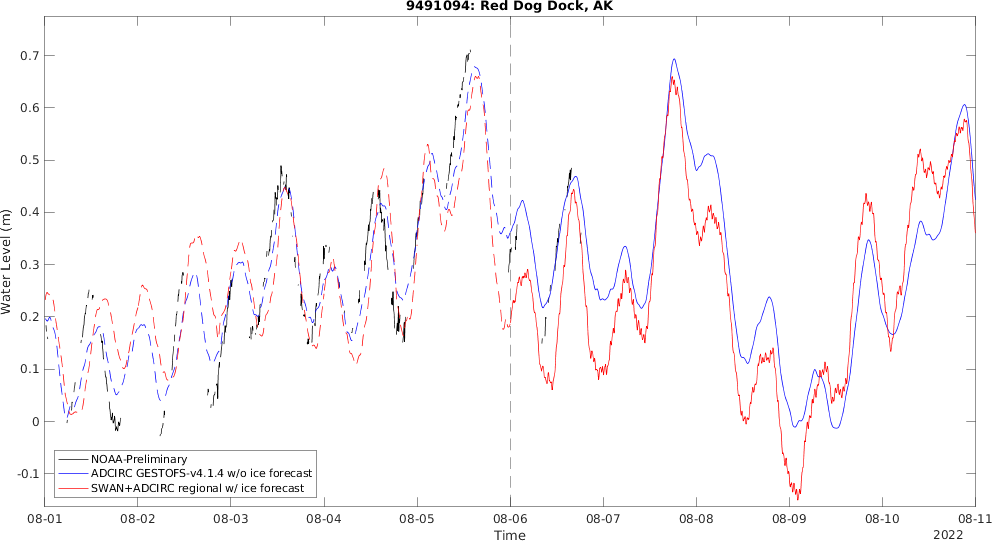 9491094: Red Dog Dock, AK
0.7
0.6
0.5
0.4
0.3
0.2
0.1
0
-0.1
Water Level (m)
NOAA-Preliminary
ADCIRC GESTOFS-v4.1.4 w/o ice forecast
SWAN+ADCIRC regional w/ ice forecast
08-01 08-02 08-03 08-04 08-05 08-06 08-07 08-08 08-09 08-10 08-11
Time
2022